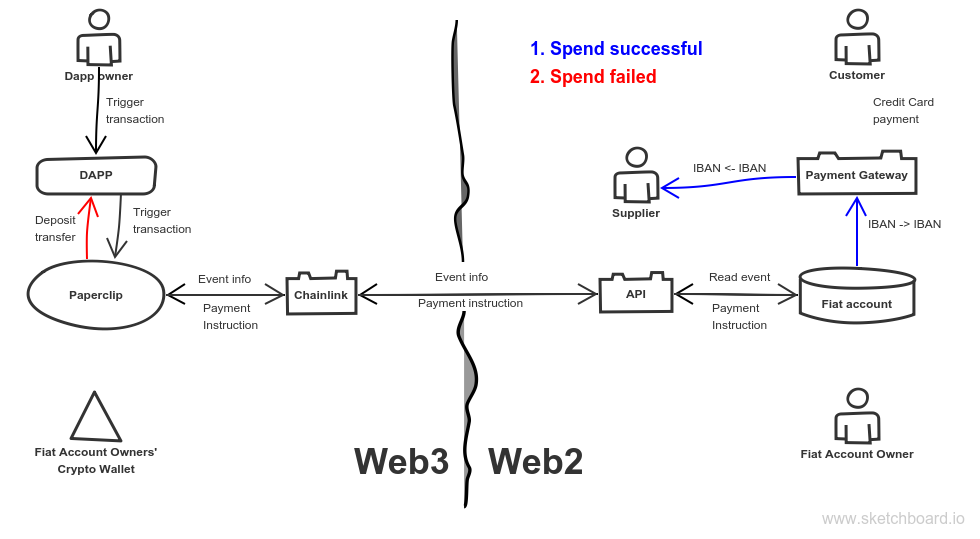 1. Spend successful
2. Spend failed
Dapp owner
Customer
Trigger
transaction
Credit Card
payment
DAPP
IBAN <- IBAN
Payment Gateway
Supplier
Deposit
transfer
Trigger
transaction
IBAN -> IBAN
Event info
Event info
Read event
Paperclip
Chainlink
API
Fiat account
Payment
Instruction
Payment instruction
Payment
Instruction
Fiat Account Owners'
Crypto Wallet
Web3
Web2
Fiat Account Owner
www.sketchboard.io